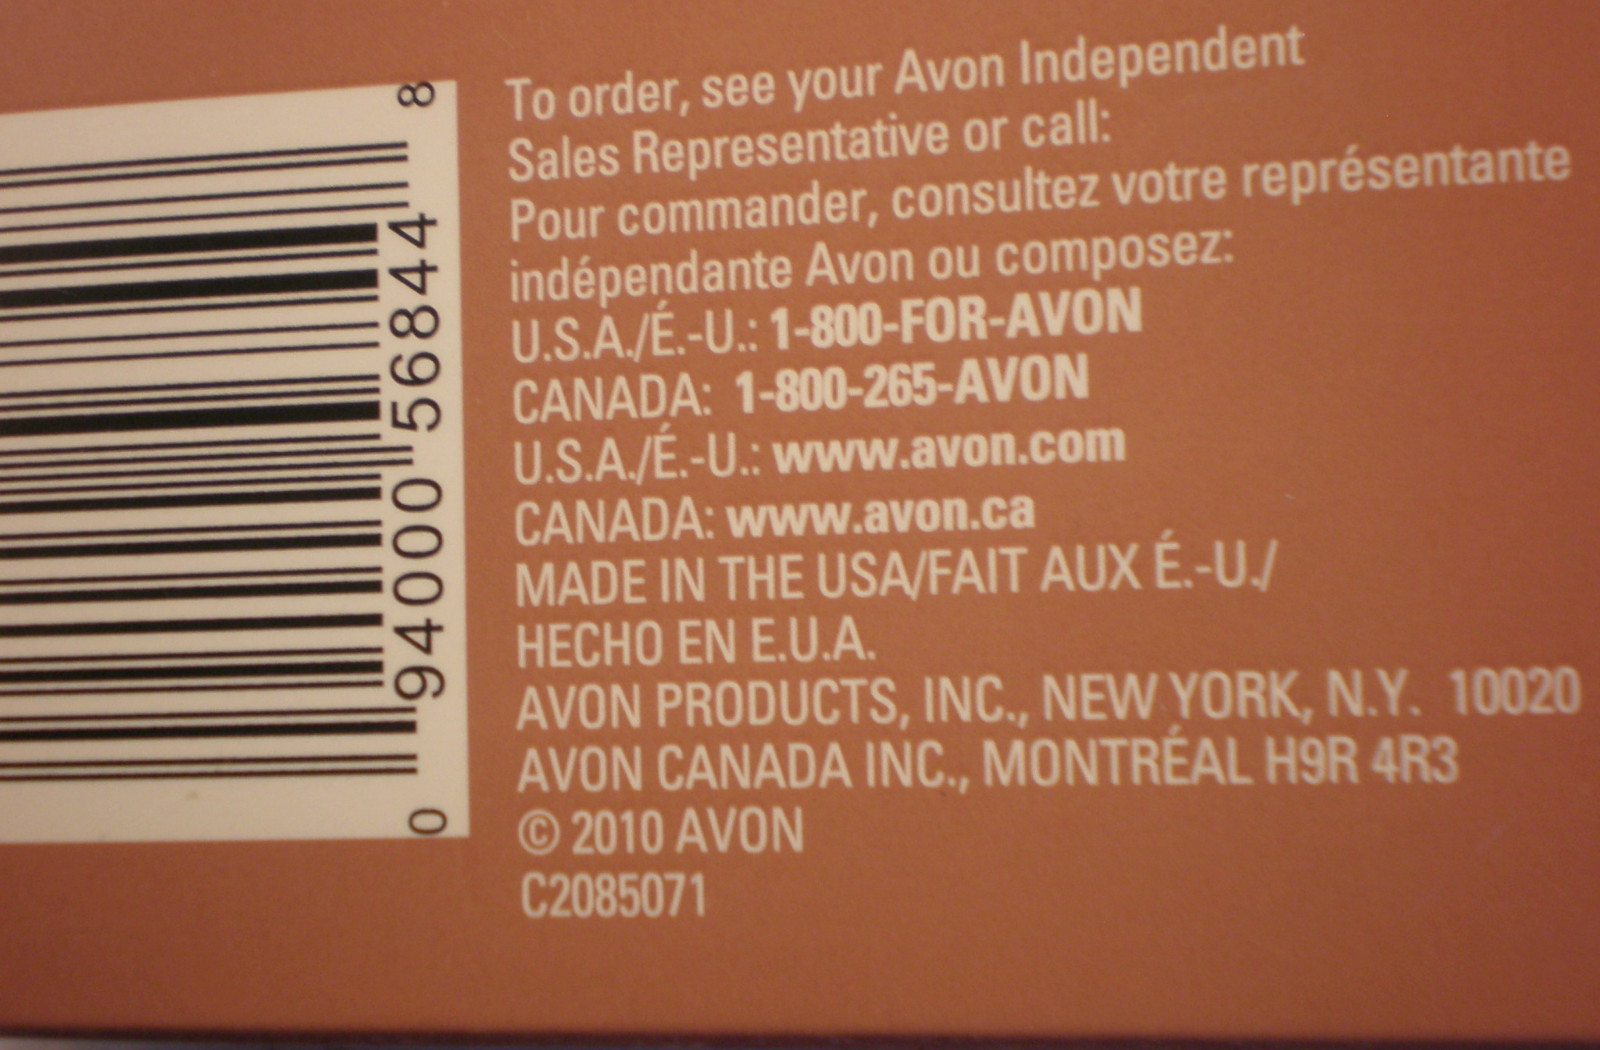 0 94000 56844 8
To order, see your Avon Independent
Sales Representative or call:
Pour commander, consultez votre représentante
indépendante Avon ou composez:
U.S.A./É.-U.: 1-800-FOR-AVON
CANADA: 1-800-265-AVON
U.S.A./É.-U.: www.avon.com
CANADA: www.avon.ca
MADE IN THE USA/FAIT AUX É.-U./
HECHO EN E.U.A.
AVON PRODUCTS, INC., NEW YORK, N.Y. 10020
AVON CANADA INC., MONTRÉAL H9R 4R3
© 2010 AVON
C2085071